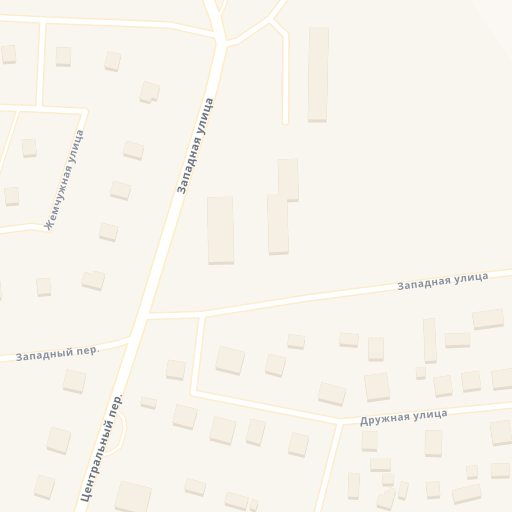 Западная улица
Жемчужная улица
Западная улица
Западный пер.
Центральный пер.
Дружная улица